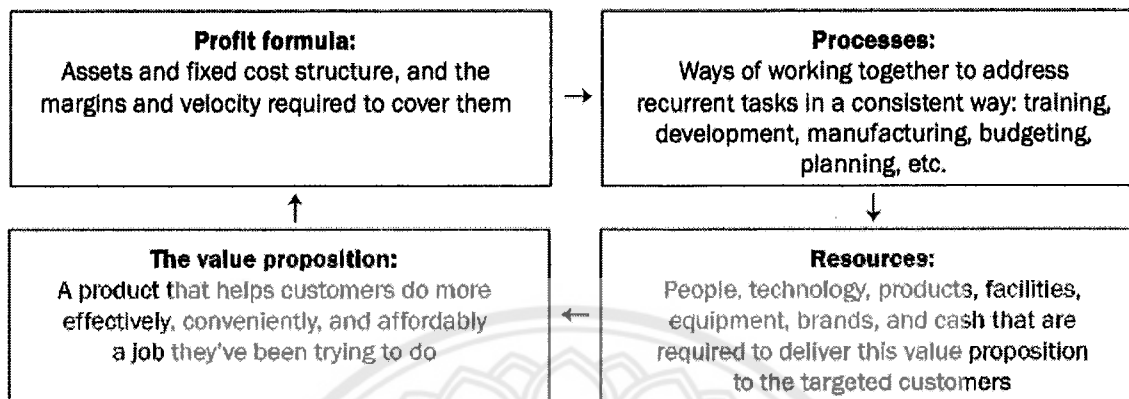 Profit formula:
Assets and fixed cost structure, and the
margins and velocity required to cover them
Processes:
Ways of working together to address
recurrent tasks in a consistent way: training,
development, manufacturing, budgeting,
planning, etc.
The value proposition:
A product that helps customers do more
effectively, conveniently, and affordably
a job they've been trying to do
Resources:
People, technology, products, facilities,
equipment, brands, and cash that are
required to deliver this value proposition
to the targeted customers